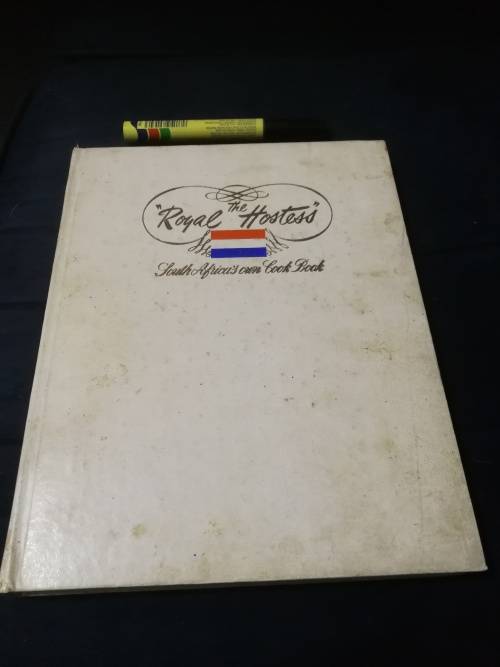 The
"Royal Hostess"
South Africa's own Cook Book